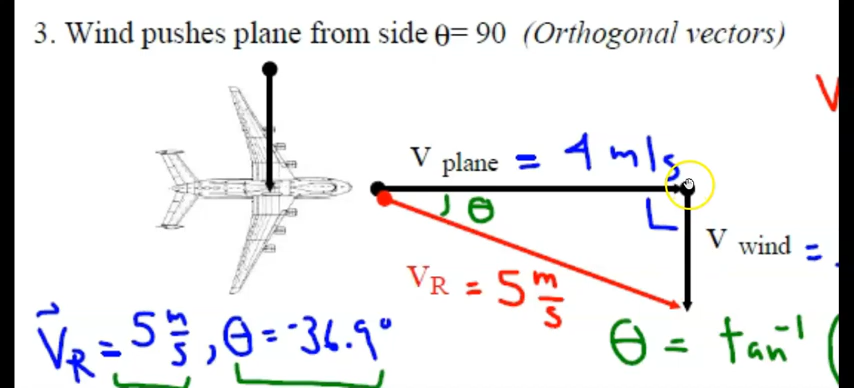 3. Wind pushes plane from side θ= 90 (Orthogonal vectors)
V plane = 4 m/s
θ
V wind =
VR = 5 m/s
V⃗R = 5 m/s, θ = -36.9°
θ = tan⁻¹ (